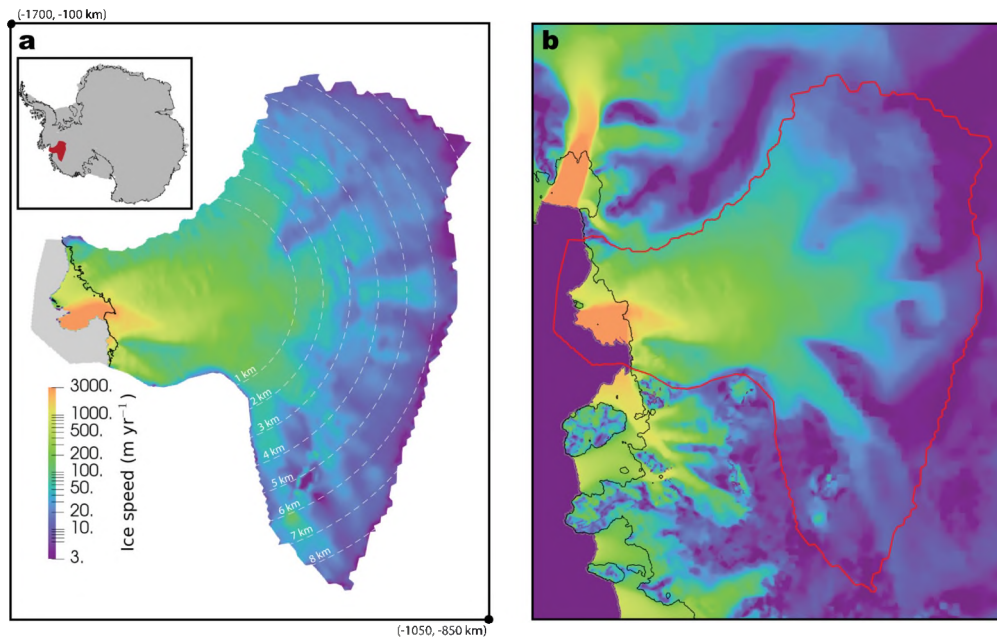 (-1700, -100 km)
a
b
1 km
2 km
3 km
4 km
5 km
6 km
7 km
8 km
3000.
1000.
500.
200.
100.
50.
20.
10.
3.
Ice speed (m yr⁻¹)
(-1050, -850 km)